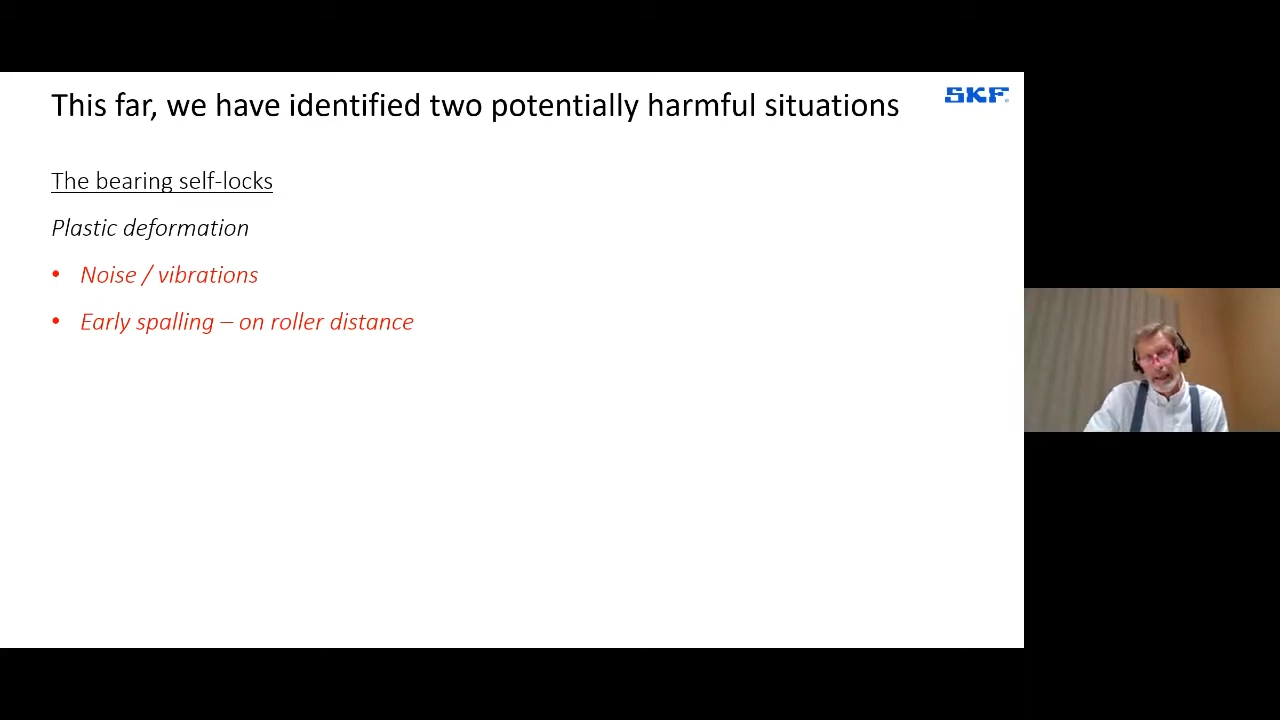 This far, we have identified two potentially harmful situations
SKF
The bearing self-locks
Plastic deformation
• Noise / vibrations
• Early spalling – on roller distance